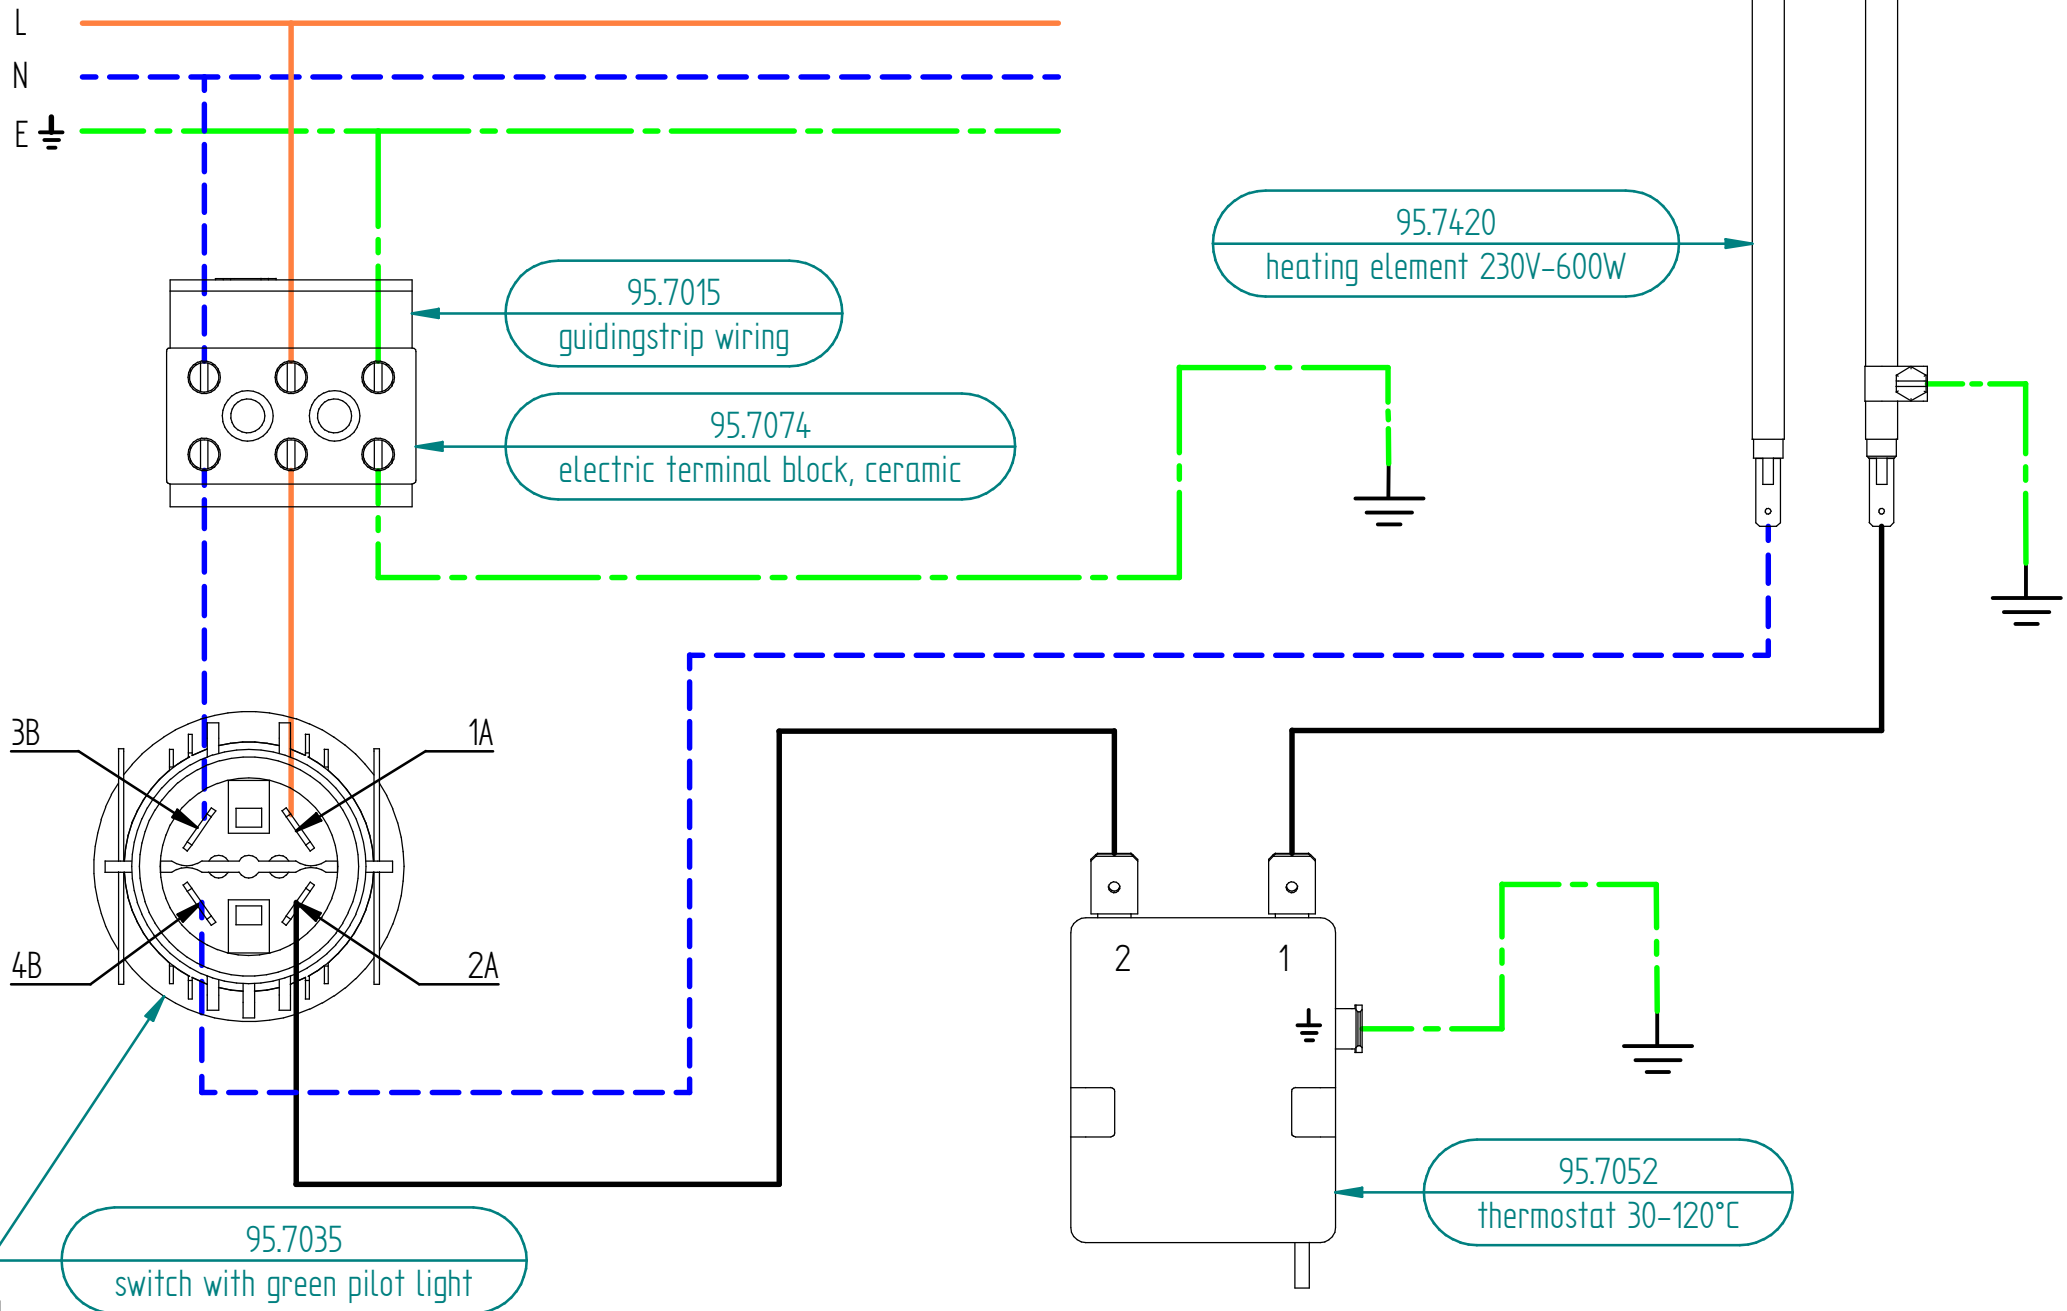 L
N
E
95.7420
heating element 230V-600W
95.7015
guidingstrip wiring
95.7074
electric terminal block, ceramic
3B
1A
4B
2A
2
1
95.7052
thermostat 30-120°C
95.7035
switch with green pilot light